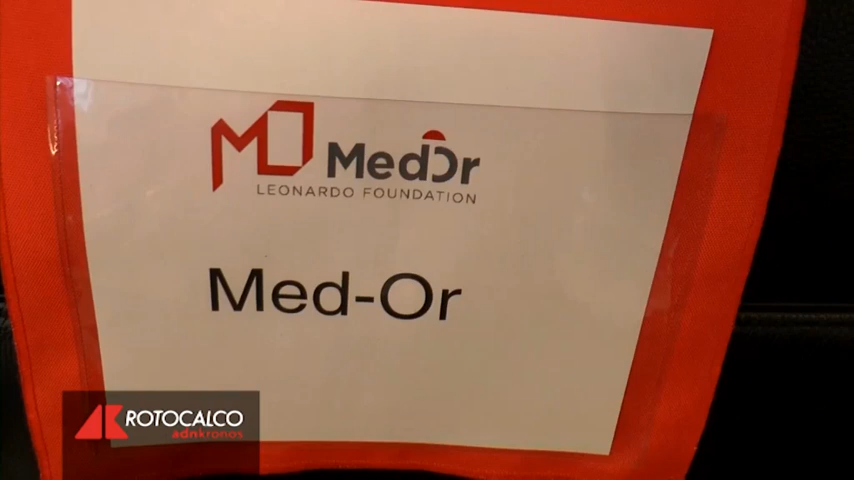 MedOr
LEONARDO FOUNDATION
Med-Or
ROTOCALCO
adnkronos